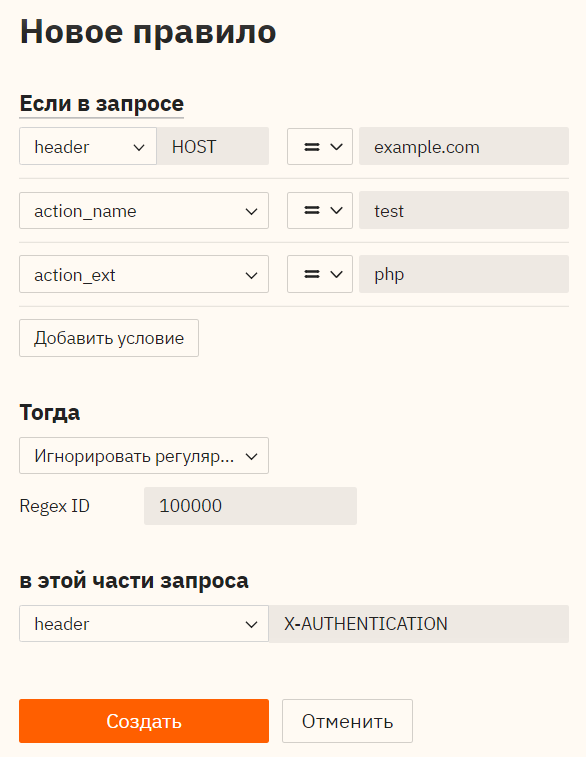 Новое правило
Если в запросе
header HOST = example.com
action_name = test
action_ext = php
Добавить условие
Тогда
Игнорировать регуляр...
Regex ID 100000
в этой части запроса
header X-AUTHENTICATION
Создать Отменить